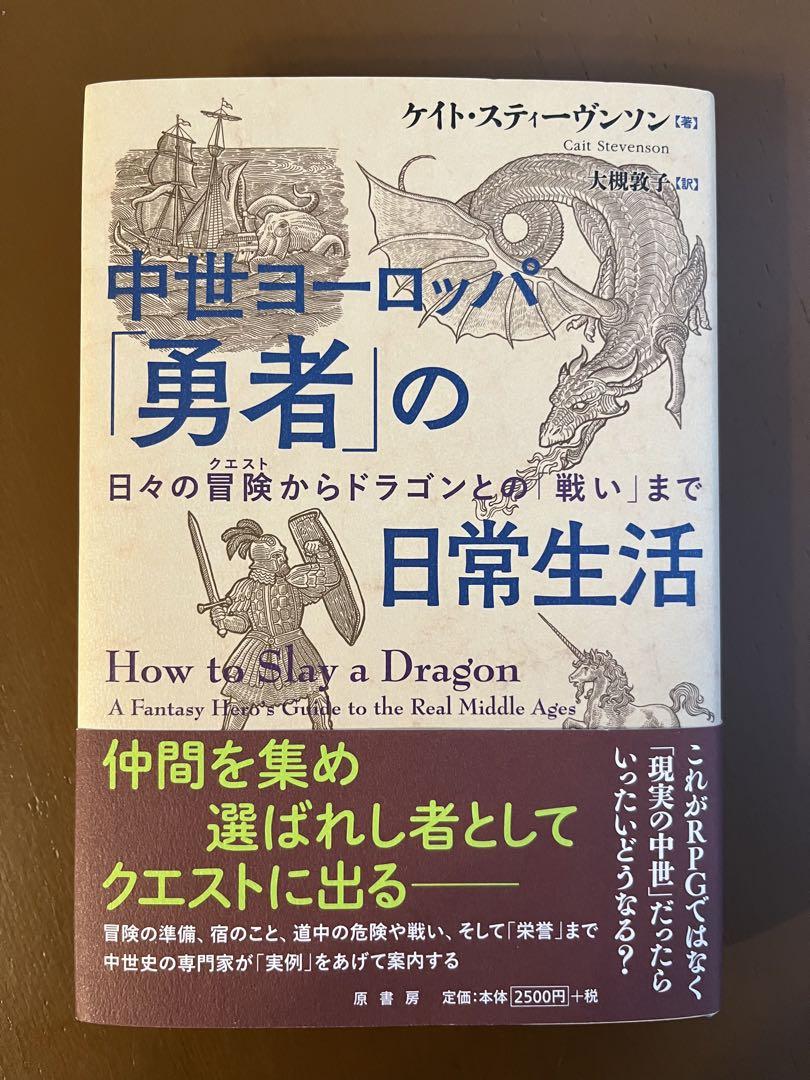 ケイト・スティーヴンソン【著】
Cait Stevenson
大槻敦子【訳】
中世ヨーロッパ
「勇者」の
クエスト
日々の冒険からドラゴンとの「戦い」まで
日常生活
How to Slay a Dragon
A Fantasy Hero's Guide to the Real Middle Ages
仲間を集め
選ばれし者として
クエストに出る——
これがRPGではなく
「現実の中世」だったら
いったいどうなる?
冒険の準備、宿のこと、道中の危険や戦い、そして「栄誉」まで
中世史の専門家が「実例」をあげて案内する
原書房 定価:本体2500円+税